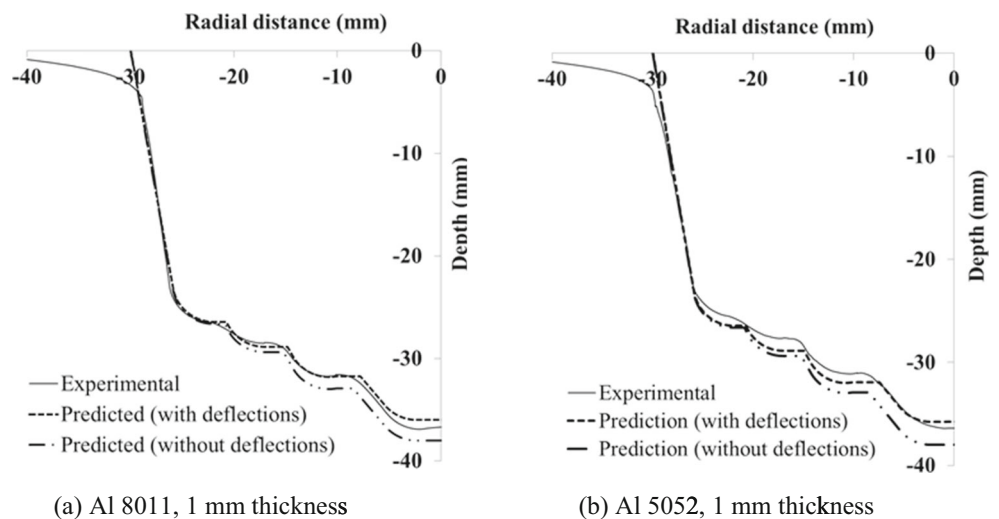 Radial distance (mm)
0
-40
-30
-20
-10
0
-10
-20
-30
-40
Depth (mm)
Experimental
Predicted (with deflections)
Predicted (without deflections)
(a) Al 8011, 1 mm thickness
Radial distance (mm)
0
-40
-30
-20
-10
0
-10
-20
-30
-40
Depth (mm)
Experimental
Prediction (with deflections)
Prediction (without deflections)
(b) Al 5052, 1 mm thickness